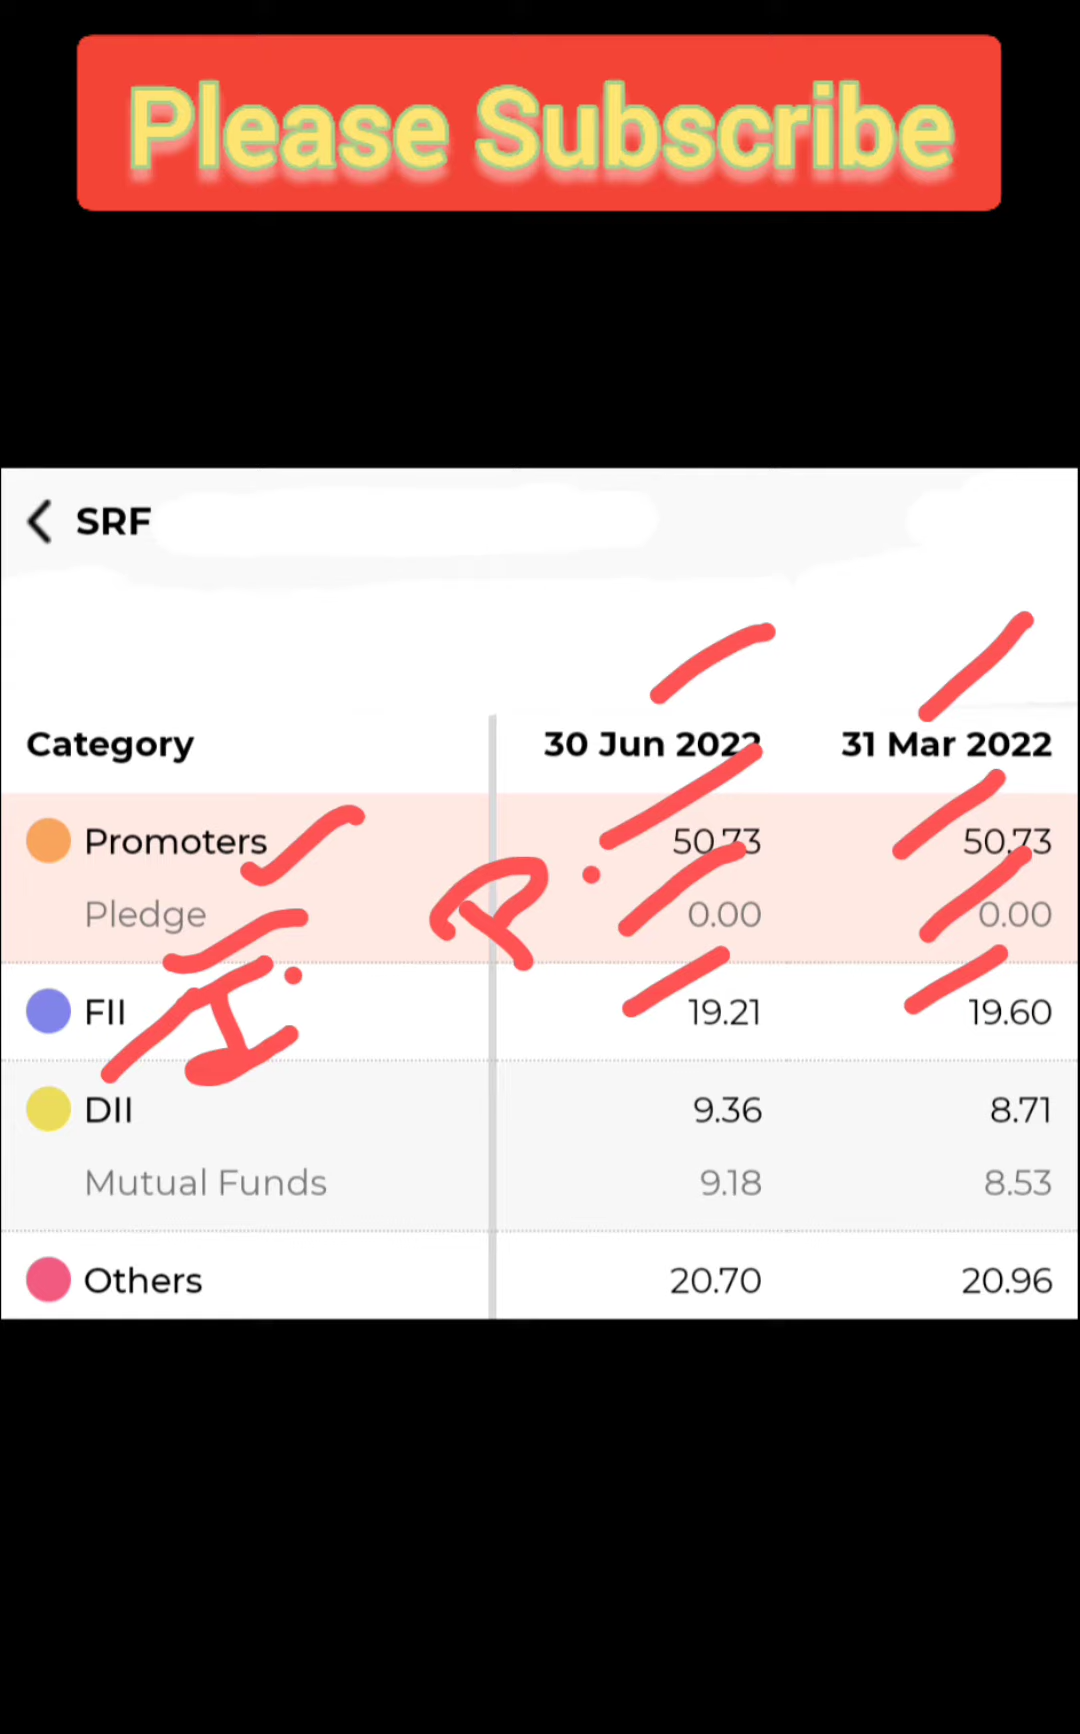 Please Subscribe
SRF
Category 30 Jun 2022 31 Mar 2022
Promoters 50.73 50.73
Pledge 0.00 0.00
FII 19.21 19.60
DII 9.36 8.71
Mutual Funds 9.18 8.53
Others 20.70 20.96